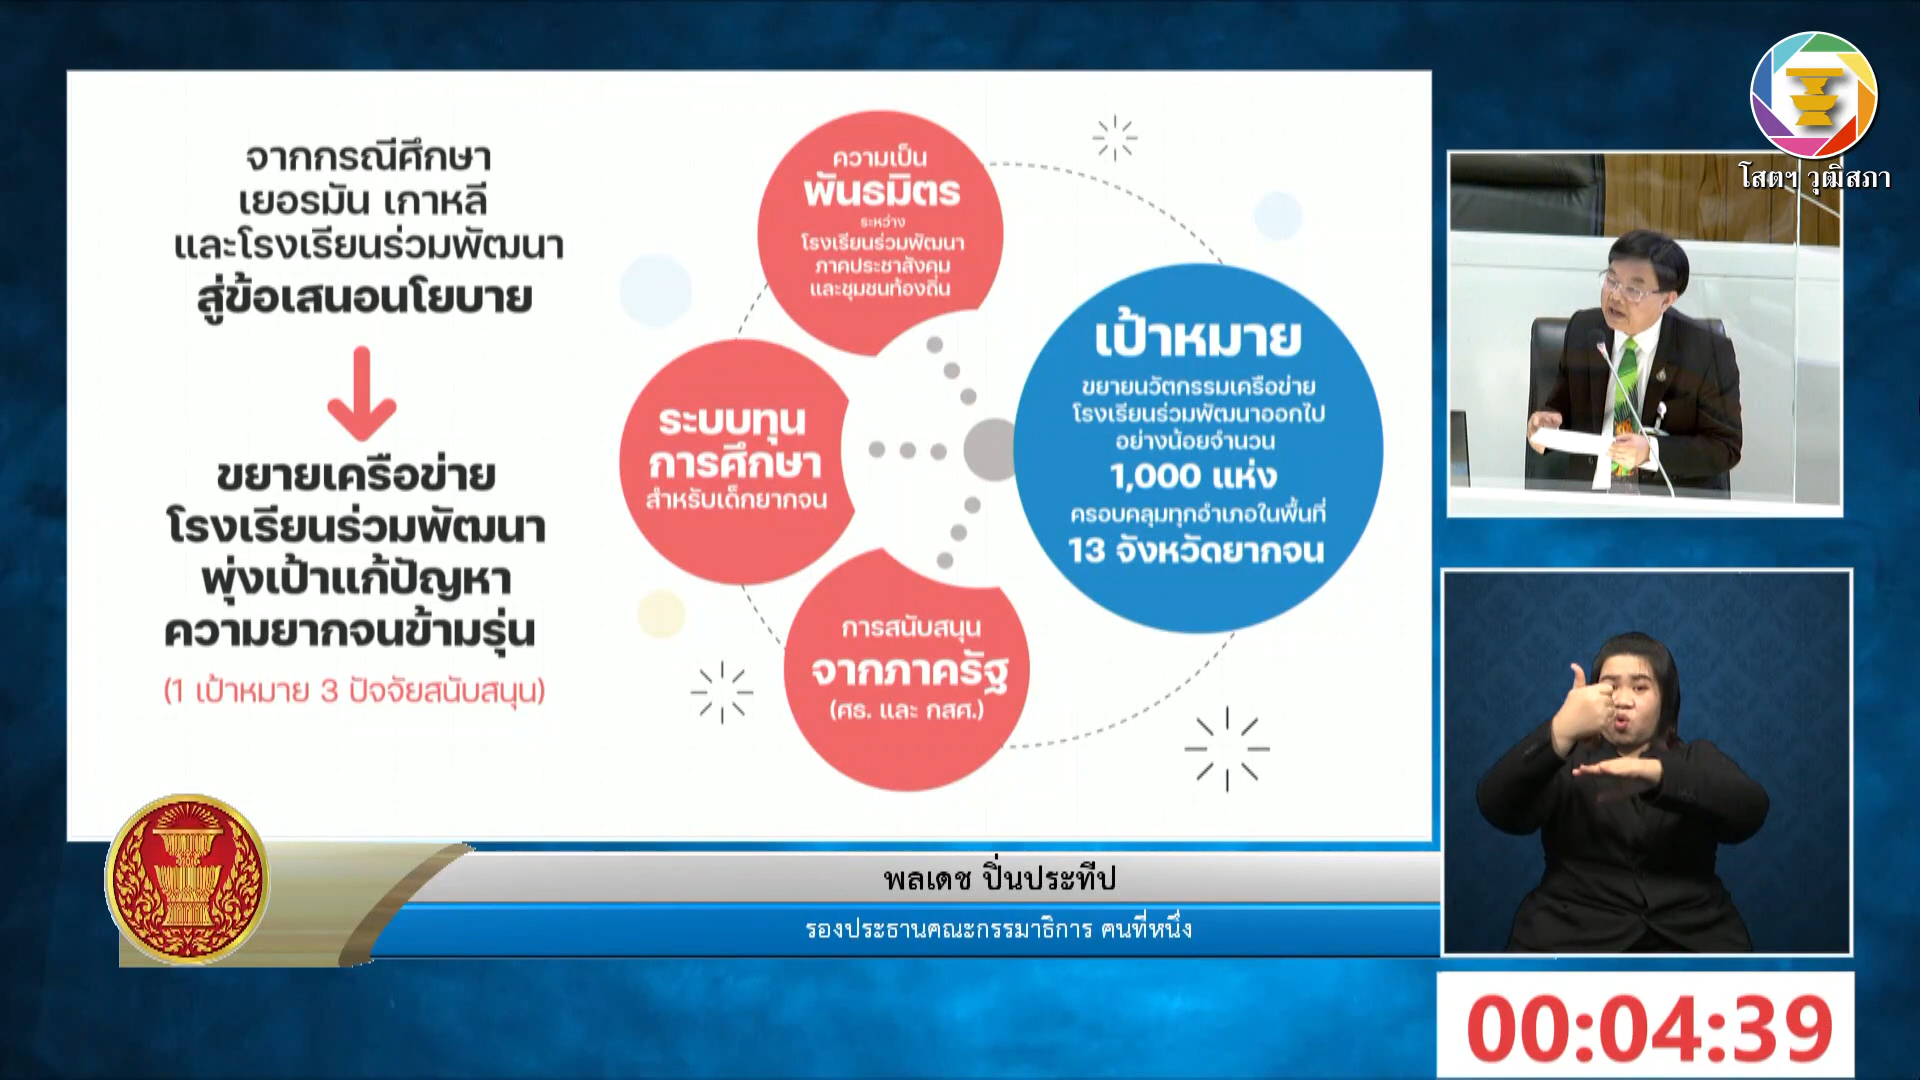 โสตฯ วุฒิสภา
จากกรณีศึกษา
เยอรมัน เกาหลี
และโรงเรียนร่วมพัฒนา
สู่ข้อเสนอนโยบาย
ขยายเครือข่าย
โรงเรียนร่วมพัฒนา
พุ่งเป้าแก้ปัญหา
ความยากจนข้ามรุ่น
(1 เป้าหมาย 3 ปัจจัยสนับสนุน)
ความเป็น
พันธมิตร
ระหว่าง
โรงเรียนร่วมพัฒนา
ภาคประชาสังคม
และชุมชนท้องถิ่น
ระบบทุน
การศึกษา
สำหรับเด็กยากจน
การสนับสนุน
จากภาครัฐ
(ศธ. และ กสศ.)
เป้าหมาย
ขยายนวัตกรรมเครือข่าย
โรงเรียนร่วมพัฒนาออกไป
อย่างน้อยจำนวน
1,000 แห่ง
ครอบคลุมทุกอำเภอในพื้นที่
13 จังหวัดยากจน
พลเดช ปิ่นประทีป
รองประธานคณะกรรมาธิการ คนที่หนึ่ง
00:04:39